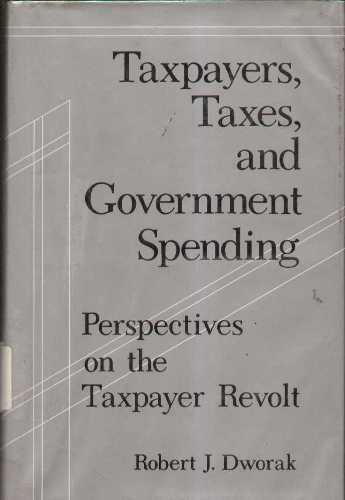 Taxpayers,
Taxes,
and
Government
Spending
Perspectives
on the
Taxpayer Revolt
Robert J. Dworak